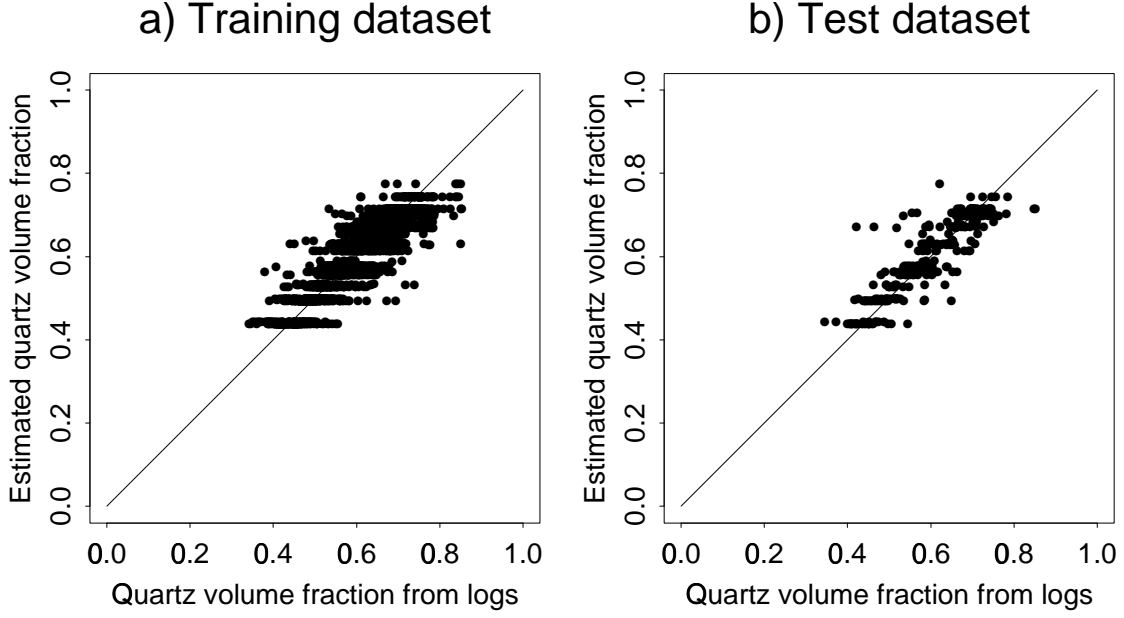 a) Training dataset
Estimated quartz volume fraction
1.0
0.8
0.6
0.4
0.2
0.0
0.0 0.2 0.4 0.6 0.8 1.0
Quartz volume fraction from logs
b) Test dataset
Estimated quartz volume fraction
1.0
0.8
0.6
0.4
0.2
0.0
0.0 0.2 0.4 0.6 0.8 1.0
Quartz volume fraction from logs